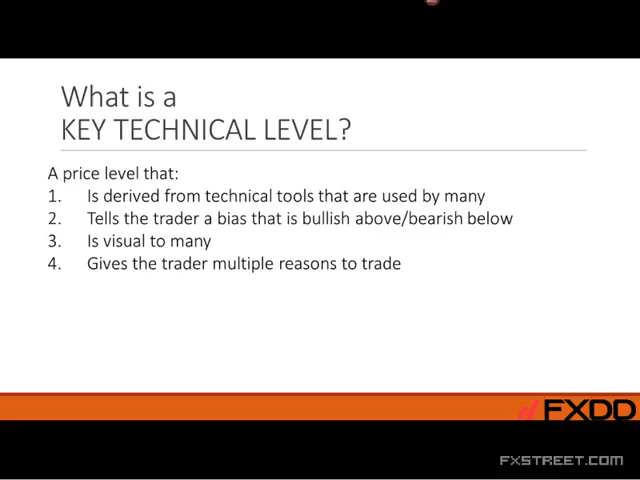 What is a
KEY TECHNICAL LEVEL?
A price level that:
1. Is derived from technical tools that are used by many
2. Tells the trader a bias that is bullish above/bearish below
3. Is visual to many
4. Gives the trader multiple reasons to trade
FXDD
FXSTREET.COM